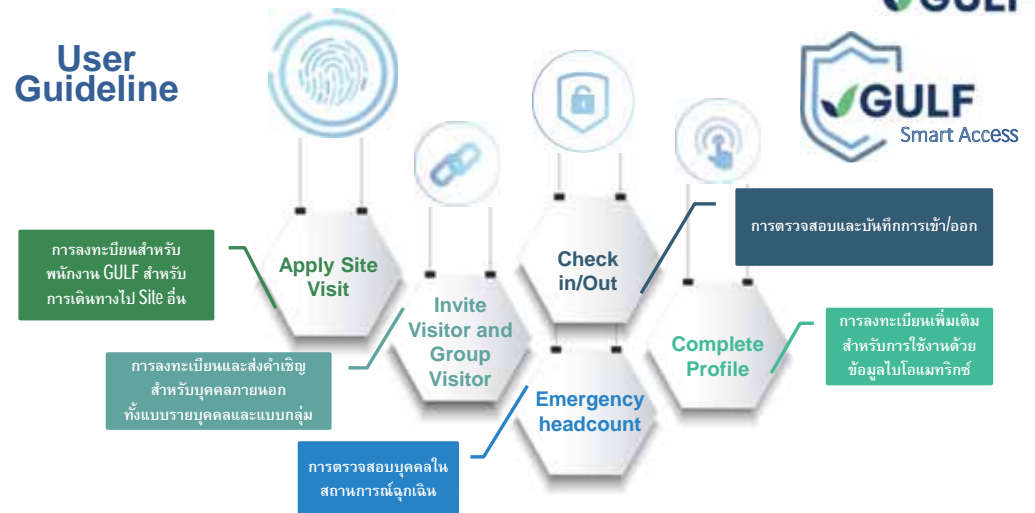 GULF
User
Guideline
GULF
Smart Access
การลงทะบียนสำหรับ
พนักงาน GULF สำหรับ
การเดินทางไป Site อื่น
Apply Site
Visit
Check
in/Out
การตรวจสอบและบันทึกการเข้า/ออก
Invite
Visitor and
Group
Visitor
การลงทะเบียนและส่งคำเชิญ
สำหรับบุคคลภายนอก
ทั้งแบบรายบุคคลและแบบกลุ่ม
Complete
Profile
การลงทะเบียนเพิ่มเติม
สำหรับการใช้งานด้วย
ข้อมูลไบโอแมทริกซ์
Emergency
headcount
การตรวจสอบบุคคลใน
สถานการณ์ฉุกเฉิน